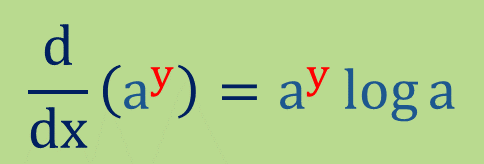 d/dx (a^y) = a^y log a